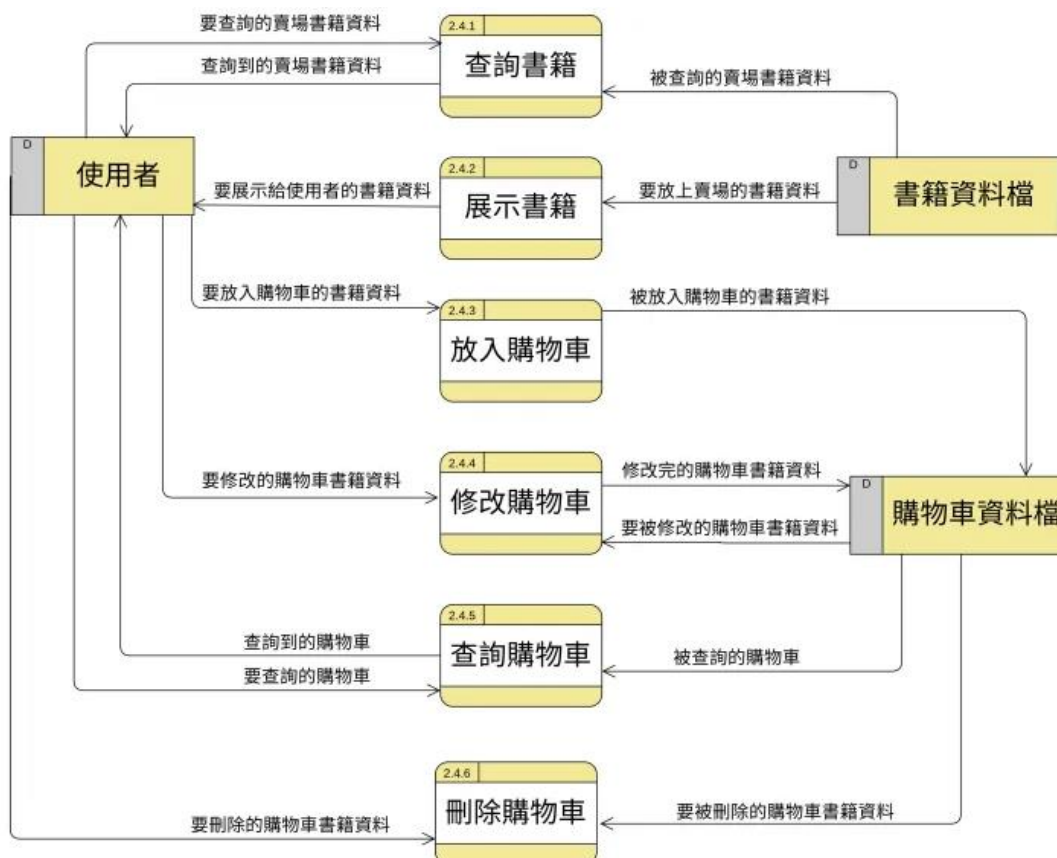 要查詢的賣場書籍資料
2.4.1
查詢書籍
查詢到的賣場書籍資料
被查詢的賣場書籍資料
D
使用者
2.4.2
展示書籍
要展示給使用者的書籍資料
要放上賣場的書籍資料
D
書籍資料檔
要放入購物車的書籍資料
2.4.3
放入購物車
被放入購物車的書籍資料
要修改的購物車書籍資料
2.4.4
修改購物車
修改完的購物車書籍資料
要被修改的購物車書籍資料
D
購物車資料檔
2.4.5
查詢購物車
查詢到的購物車
要查詢的購物車
被查詢的購物車
2.4.6
刪除購物車
要刪除的購物車書籍資料
要被刪除的購物車書籍資料